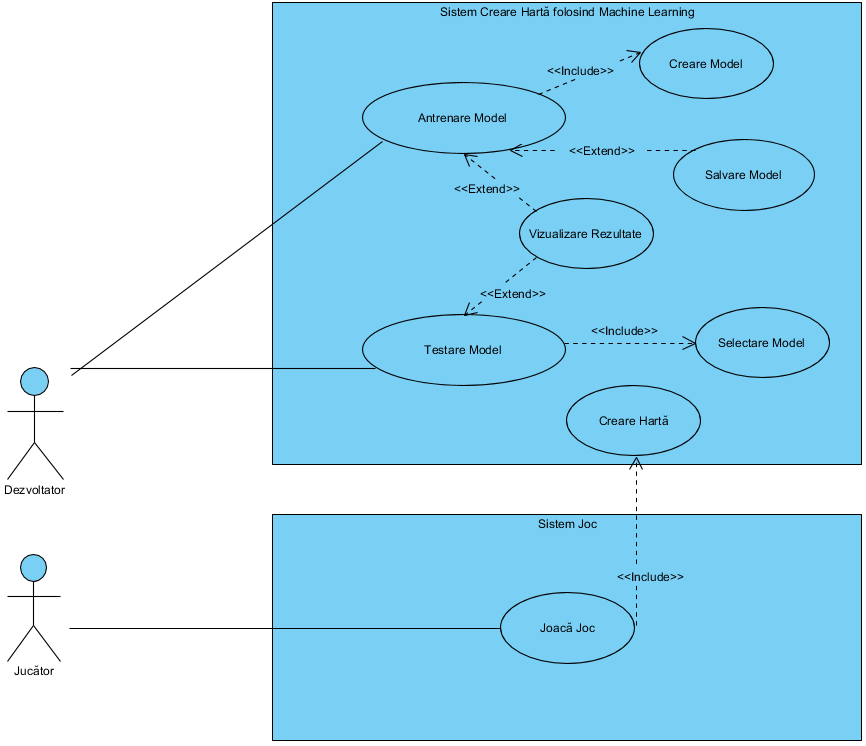 Sistem Creare Hartă folosind Machine Learning
Creare Model
<<Include>>
Antrenare Model
<<Extend>>
Salvare Model
<<Extend>>
Vizualizare Rezultate
<<Extend>>
<<Include>>
Testare Model
Selectare Model
Creare Hartă
Dezvoltator
Sistem Joc
<<Include>>
Joacă Joc
Jucător